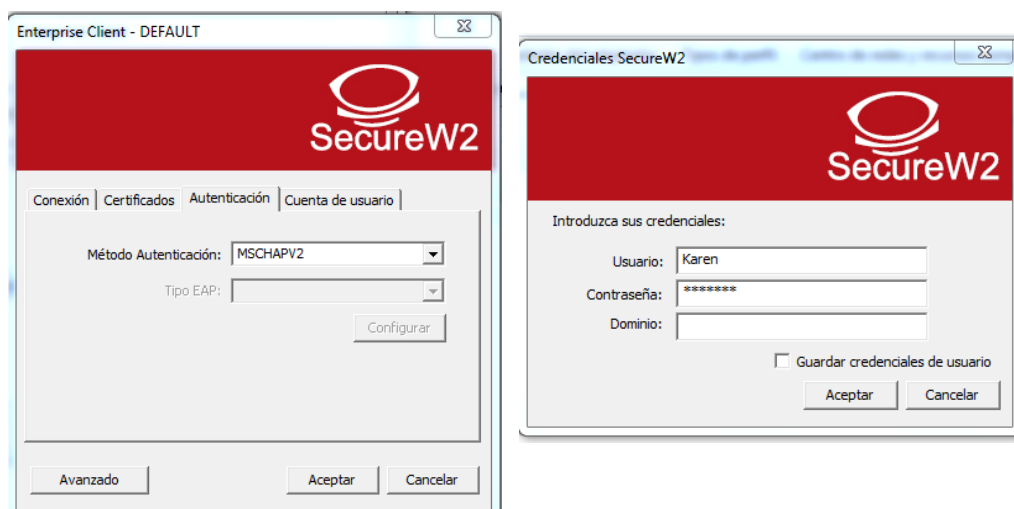 Enterprise Client - DEFAULT
SecureW2
Conexión Certificados Autenticación Cuenta de usuario
Método Autenticación: MSCHAPV2
Tipo EAP:
Configurar
Avanzado Aceptar Cancelar
Credenciales SecureW2
SecureW2
Introduzca sus credenciales:
Usuario: Karen
Contraseña: *******
Dominio:
Guardar credenciales de usuario
Aceptar Cancelar